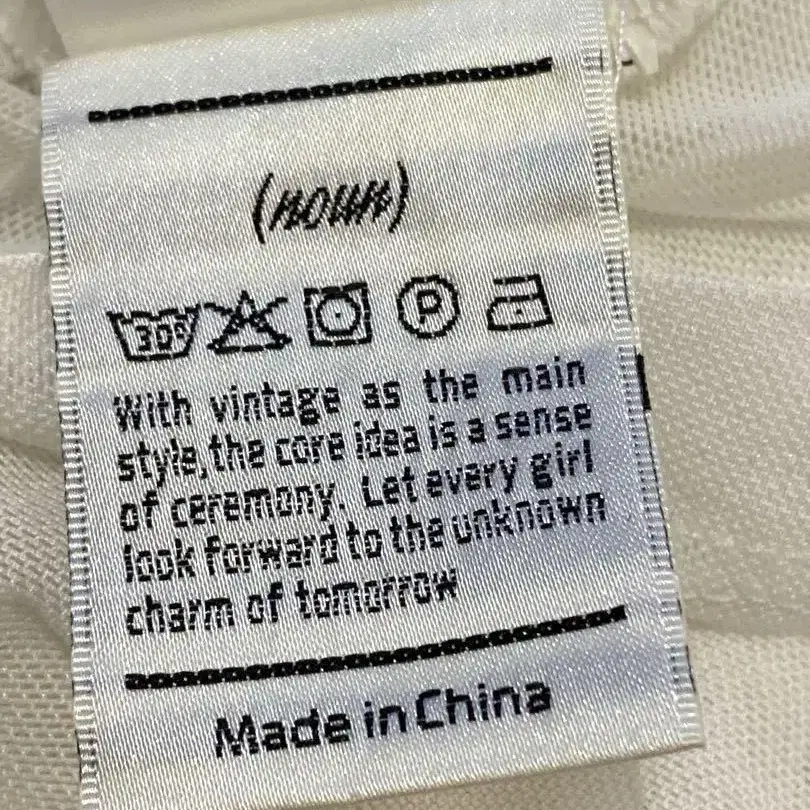 (noun)
30°
P
With vintage as the main
style,the core idea is a sense
of ceremony. Let every girl
look forward to the unknown
charm of tomorrow
Made in China